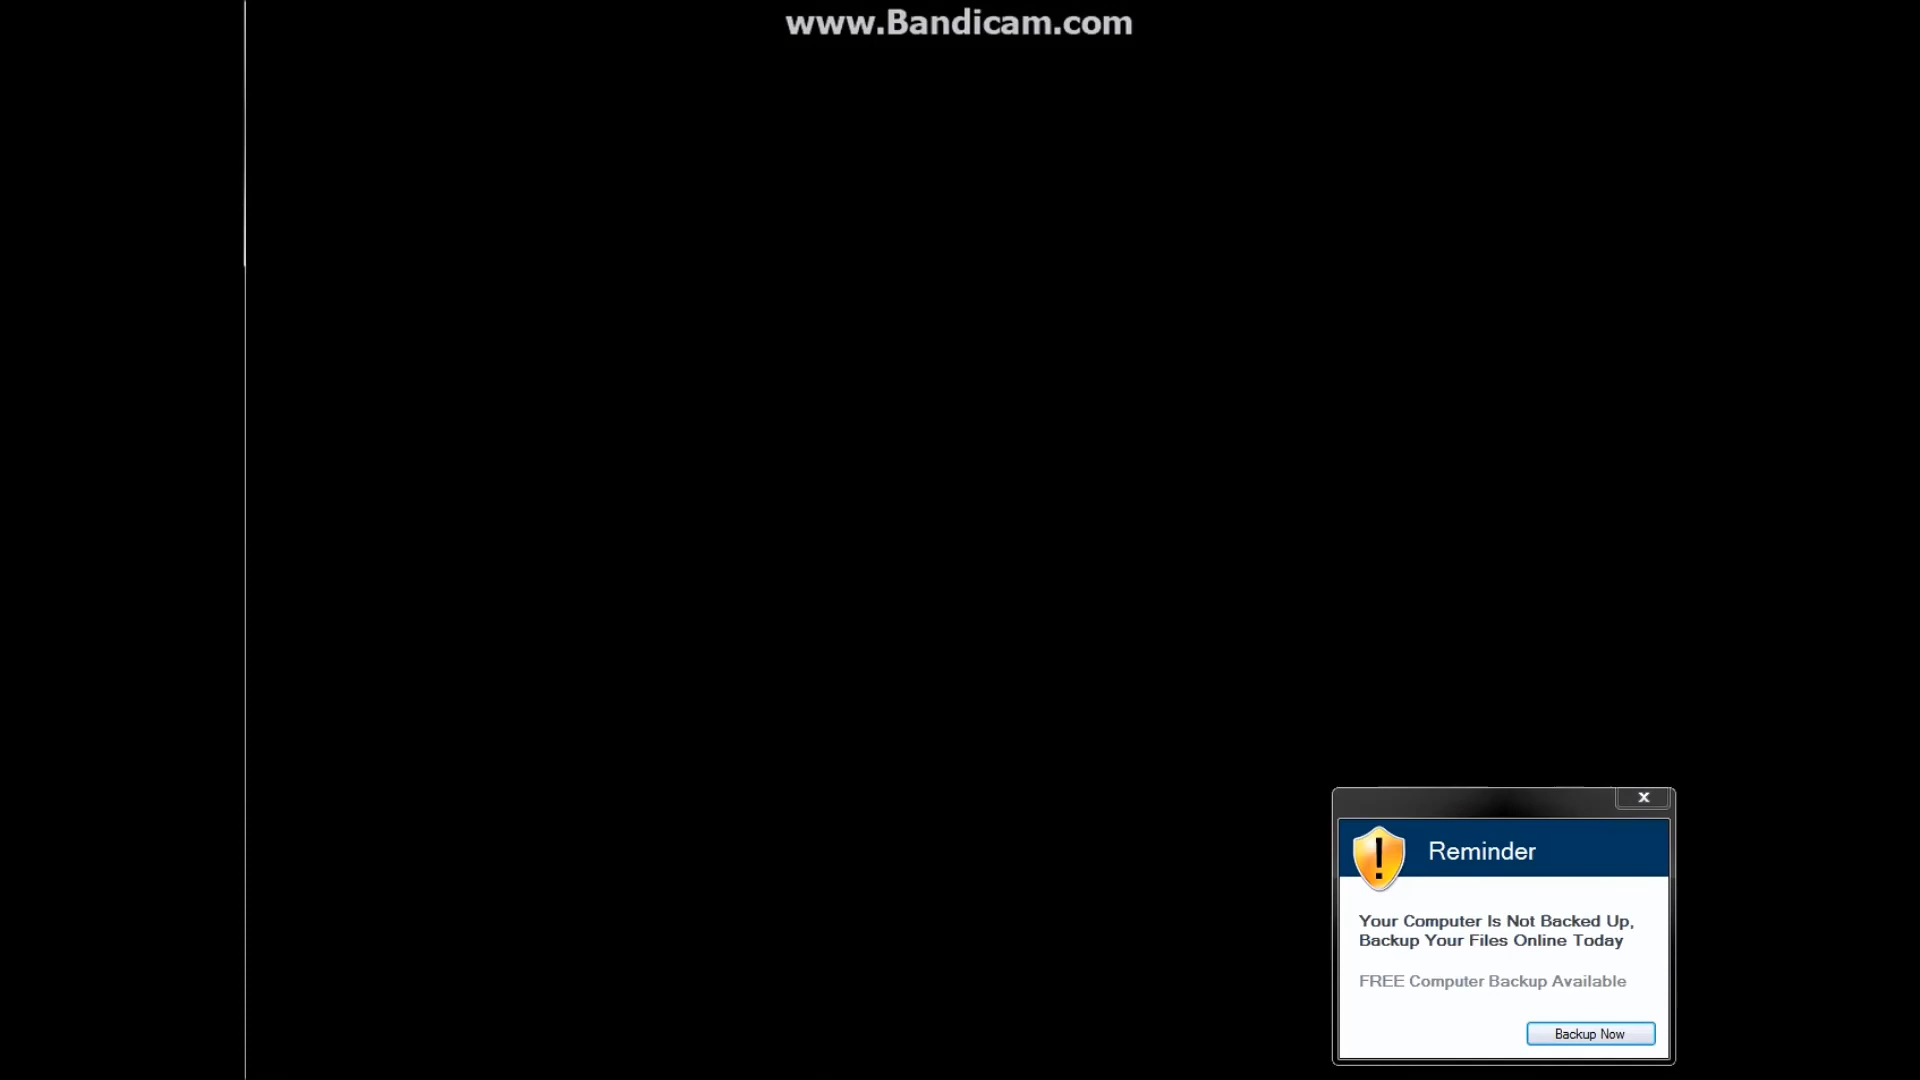 www.Bandicam.com
x
Reminder
Your Computer Is Not Backed Up,
Backup Your Files Online Today
FREE Computer Backup Available
Backup Now